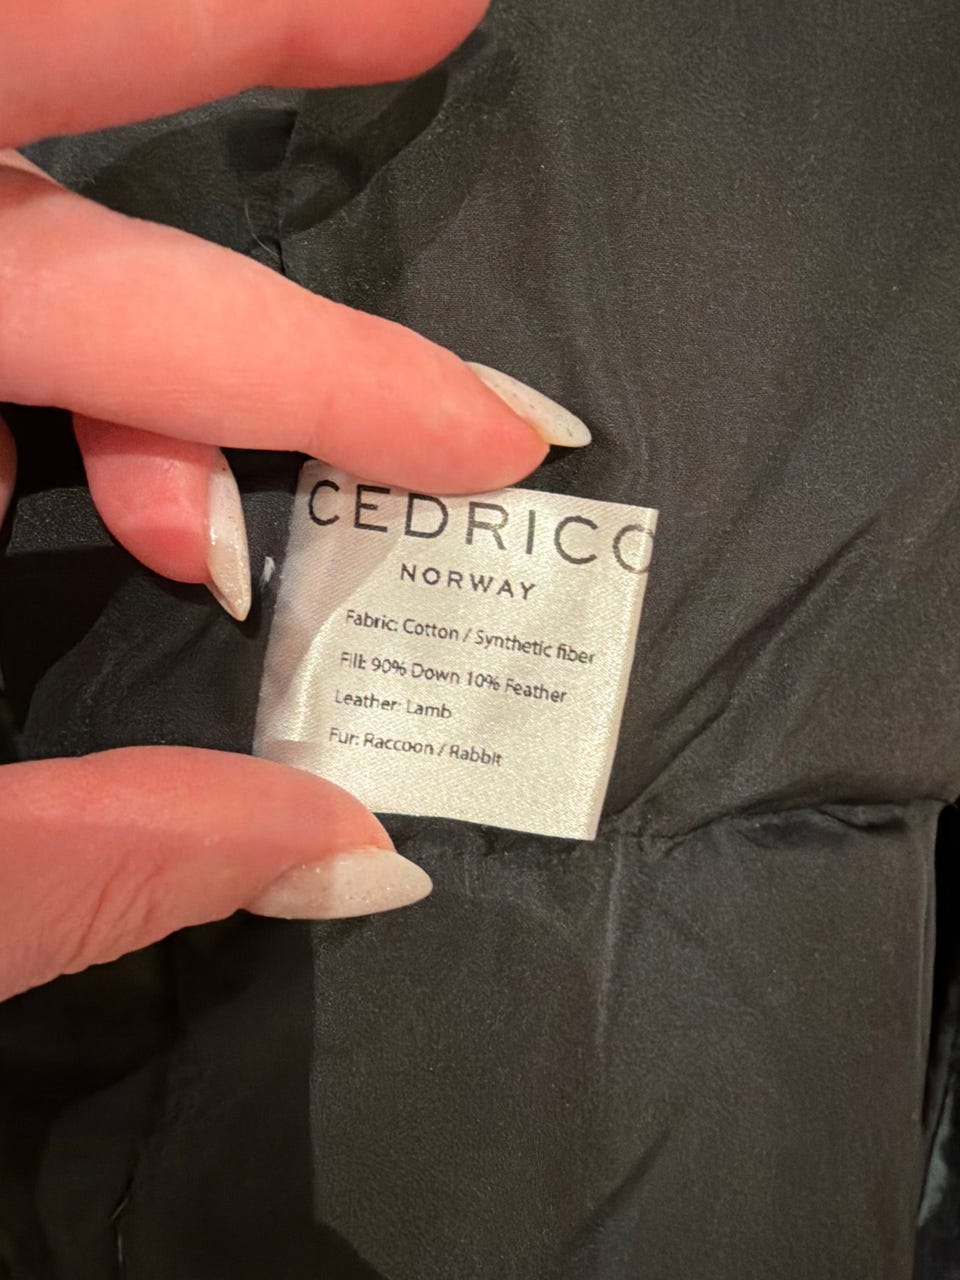 CEDRICO
NORWAY
Fabric: Cotton / Synthetic fiber
Fill: 90% Down 10% Feather
Leather: Lamb
Fur: Raccoon / Rabbit